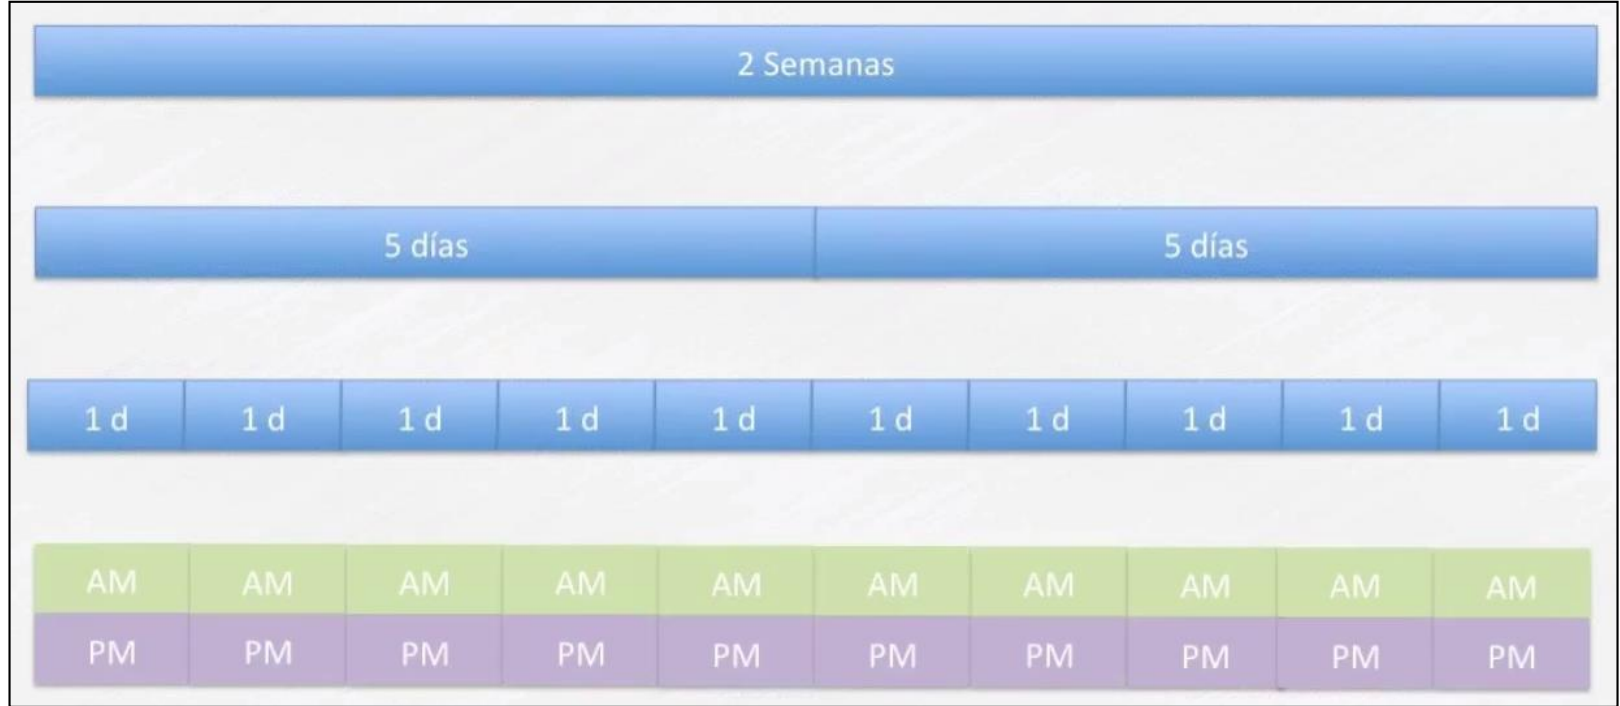 2 Semanas
5 días 5 días
1 d 1 d 1 d 1 d 1 d 1 d 1 d 1 d 1 d 1 d
AM AM AM AM AM AM AM AM AM AM
PM PM PM PM PM PM PM PM PM PM